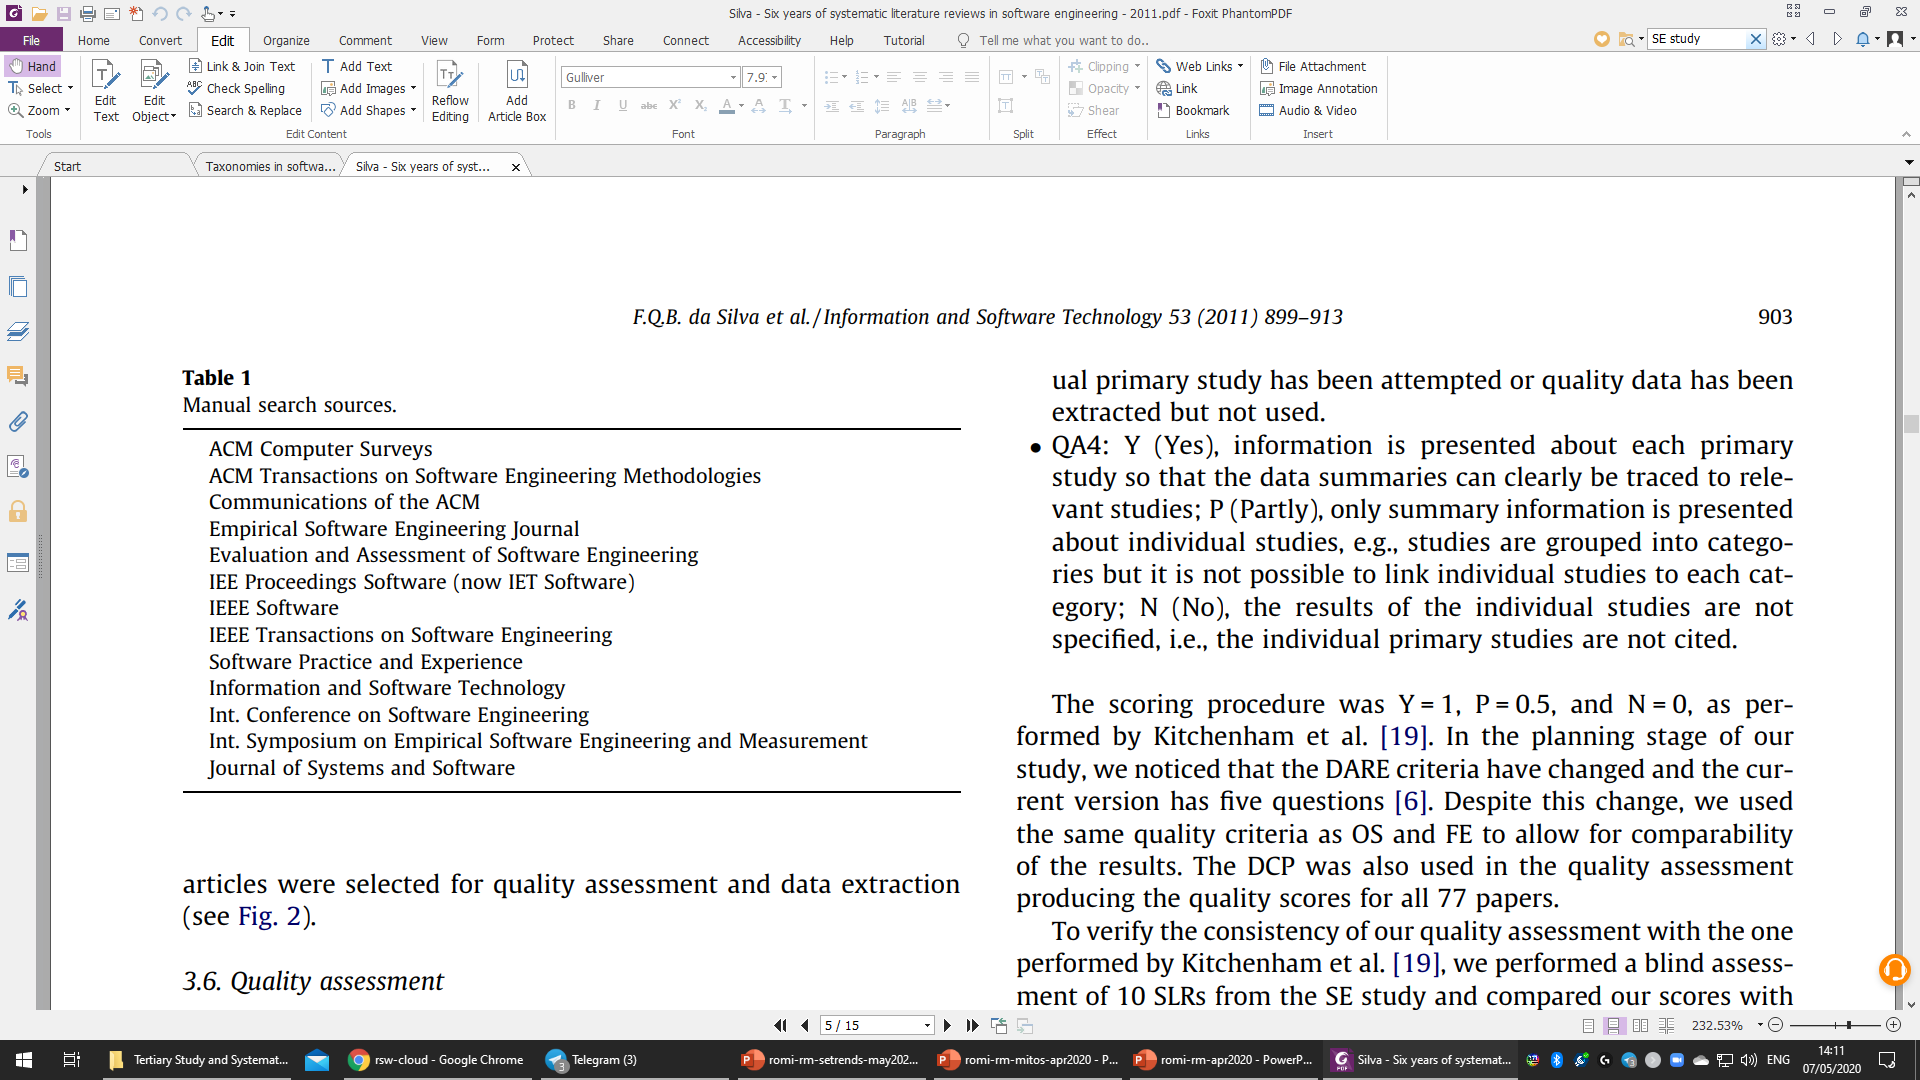 Silva - Six years of systematic literature reviews in software engineering - 2011.pdf - Foxit PhantomPDF
File Home Convert Edit Organize Comment View Form Protect Share Connect Accessibility Help Tutorial Tell me what you want to do.. SE study
Hand
Select
Zoom
Tools
Edit Text
Edit Object
Link & Join Text
Check Spelling
Search & Replace
Add Text
Add Images
Add Shapes
Reflow Editing
Add Article Box
Edit Content
Gulliver 7.9
Font
Paragraph
Split
Clipping
Opacity
Shear
Effect
Web Links
Link
Bookmark
Links
File Attachment
Image Annotation
Audio & Video
Insert
Start Taxonomies in softwa... Silva - Six years of syst...
F.Q.B. da Silva et al./Information and Software Technology 53 (2011) 899–913 903
Table 1
Manual search sources.
ACM Computer Surveys
ACM Transactions on Software Engineering Methodologies
Communications of the ACM
Empirical Software Engineering Journal
Evaluation and Assessment of Software Engineering
IEE Proceedings Software (now IET Software)
IEEE Software
IEEE Transactions on Software Engineering
Software Practice and Experience
Information and Software Technology
Int. Conference on Software Engineering
Int. Symposium on Empirical Software Engineering and Measurement
Journal of Systems and Software
articles were selected for quality assessment and data extraction
(see Fig. 2).
3.6. Quality assessment
ual primary study has been attempted or quality data has been
extracted but not used.
• QA4: Y (Yes), information is presented about each primary
study so that the data summaries can clearly be traced to rele-
vant studies; P (Partly), only summary information is presented
about individual studies, e.g., studies are grouped into catego-
ries but it is not possible to link individual studies to each cat-
egory; N (No), the results of the individual studies are not
specified, i.e., the individual primary studies are not cited.
The scoring procedure was Y = 1, P = 0.5, and N = 0, as per-
formed by Kitchenham et al. [19]. In the planning stage of our
study, we noticed that the DARE criteria have changed and the cur-
rent version has five questions [6]. Despite this change, we used
the same quality criteria as OS and FE to allow for comparability
of the results. The DCP was also used in the quality assessment
producing the quality scores for all 77 papers.
To verify the consistency of our quality assessment with the one
performed by Kitchenham et al. [19], we performed a blind assess-
ment of 10 SLRs from the SE study and compared our scores with
5 / 15 232.53%
Tertiary Study and Systemat... rsw-cloud - Google Chrome Telegram (3) romi-rm-setrends-may202... romi-rm-mitos-apr2020 - P... romi-rm-apr2020 - PowerP... Silva - Six years of systemat... ENG 14:11
07/05/2020